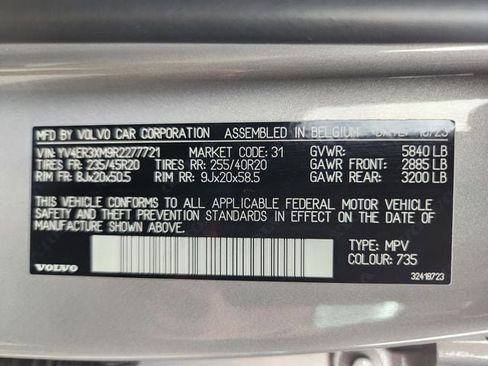 MFD BY VOLVO CAR CORPORATION ASSEMBLED IN BELGIUM DATE: 10/23
VIN: YV4ER3XM9R2277721 MARKET CODE: 31 GVWR: 5840 LB
TIRES FR: 235/45R20 TIRES RR: 255/40R20 GAWR FRONT: 2885 LB
RIM FR: 8Jx20x50.5 9Jx20x58.5 GAWR REAR: 3200 LB
THIS VEHICLE CONFORMS TO ALL APPLICABLE FEDERAL MOTOR VEHICLE
SAFETY AND THEFT PREVENTION STANDARDS IN EFFECT ON THE DATE OF
MANUFACTURE SHOWN ABOVE.
TYPE: MPV
COLOUR: 735
VOLVO
32418723